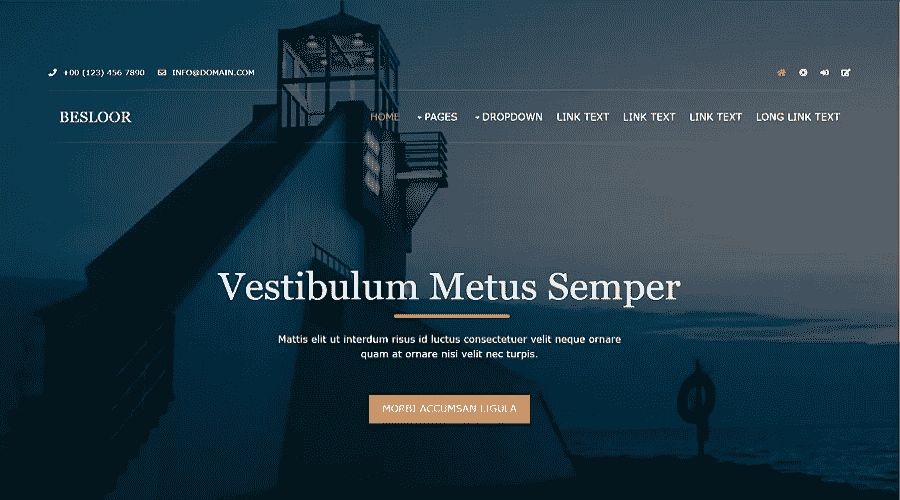 +00 (123) 456 7890 INFO@DOMAIN.COM
BESLOOR HOME PAGES DROPDOWN LINK TEXT LINK TEXT LINK TEXT LONG LINK TEXT
Vestibulum Metus Semper
Mattis elit ut interdum risus id luctus consectetuer velit neque ornare
quam at ornare nisi velit nec turpis.
MORBI ACCUMSAN LIGULA